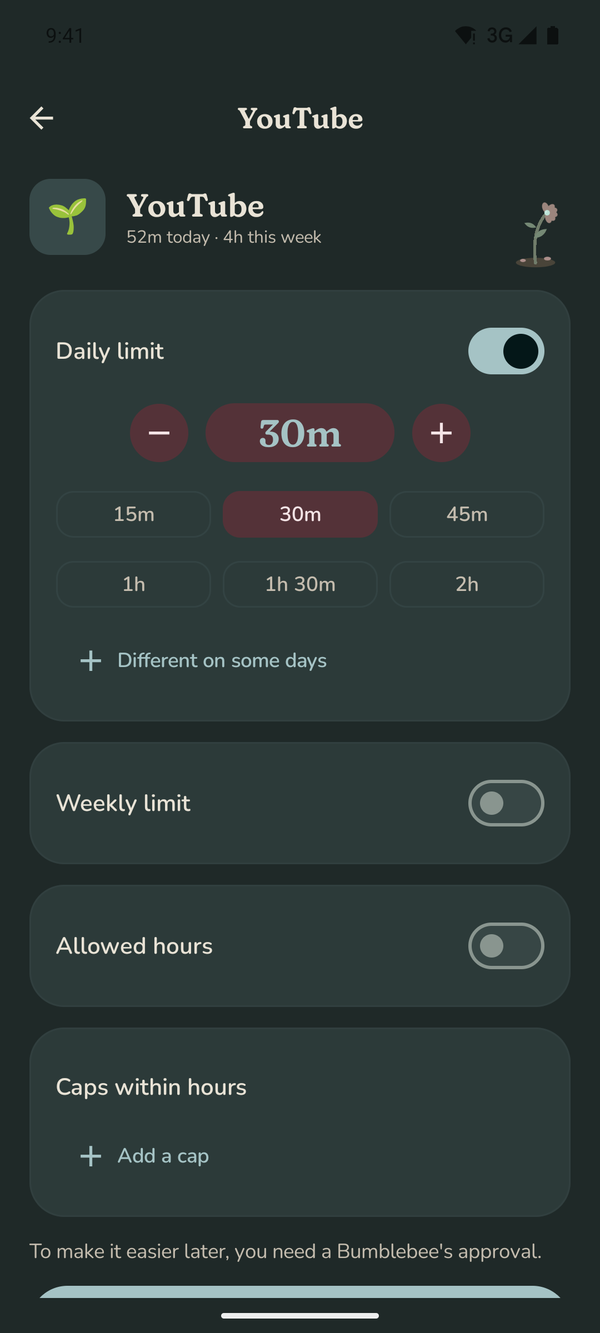 9:41
3G
YouTube
YouTube
52m today · 4h this week
Daily limit
30m
15m
30m
45m
1h
1h 30m
2h
Different on some days
Weekly limit
Allowed hours
Caps within hours
Add a cap
To make it easier later, you need a Bumblebee's approval.